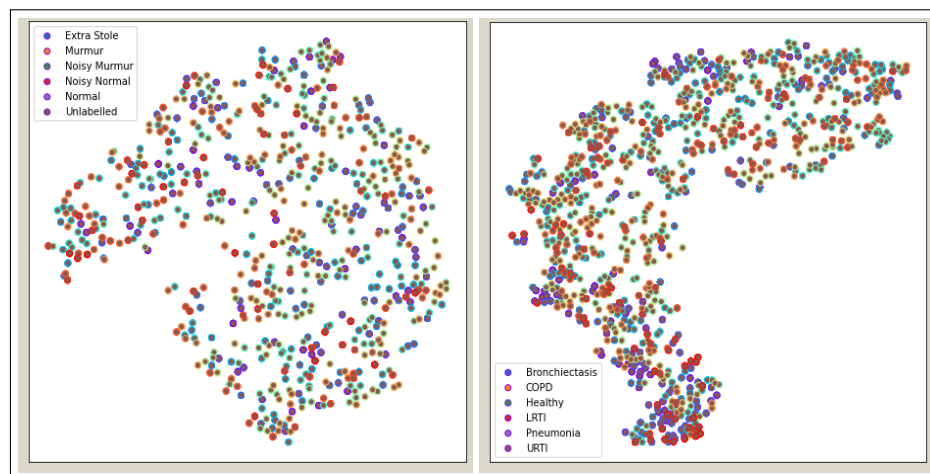 Extra Stole
Murmur
Noisy Murmur
Noisy Normal
Normal
Unlabelled
Bronchiectasis
COPD
Healthy
LRTI
Pneumonia
URTI